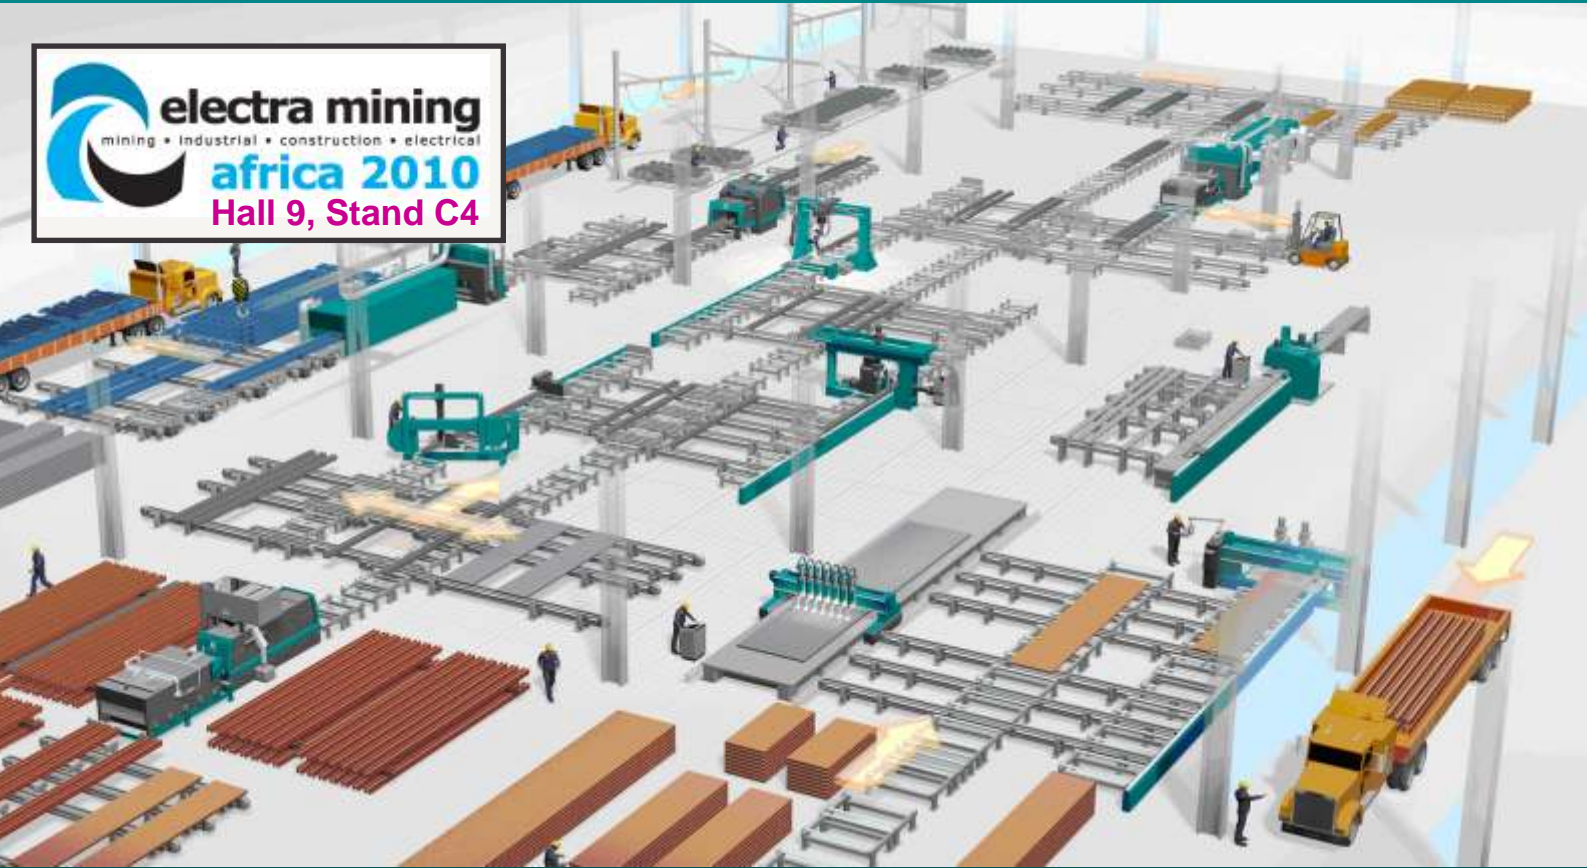 electra mining
mining • industrial • construction • electrical
africa 2010
Hall 9, Stand C4